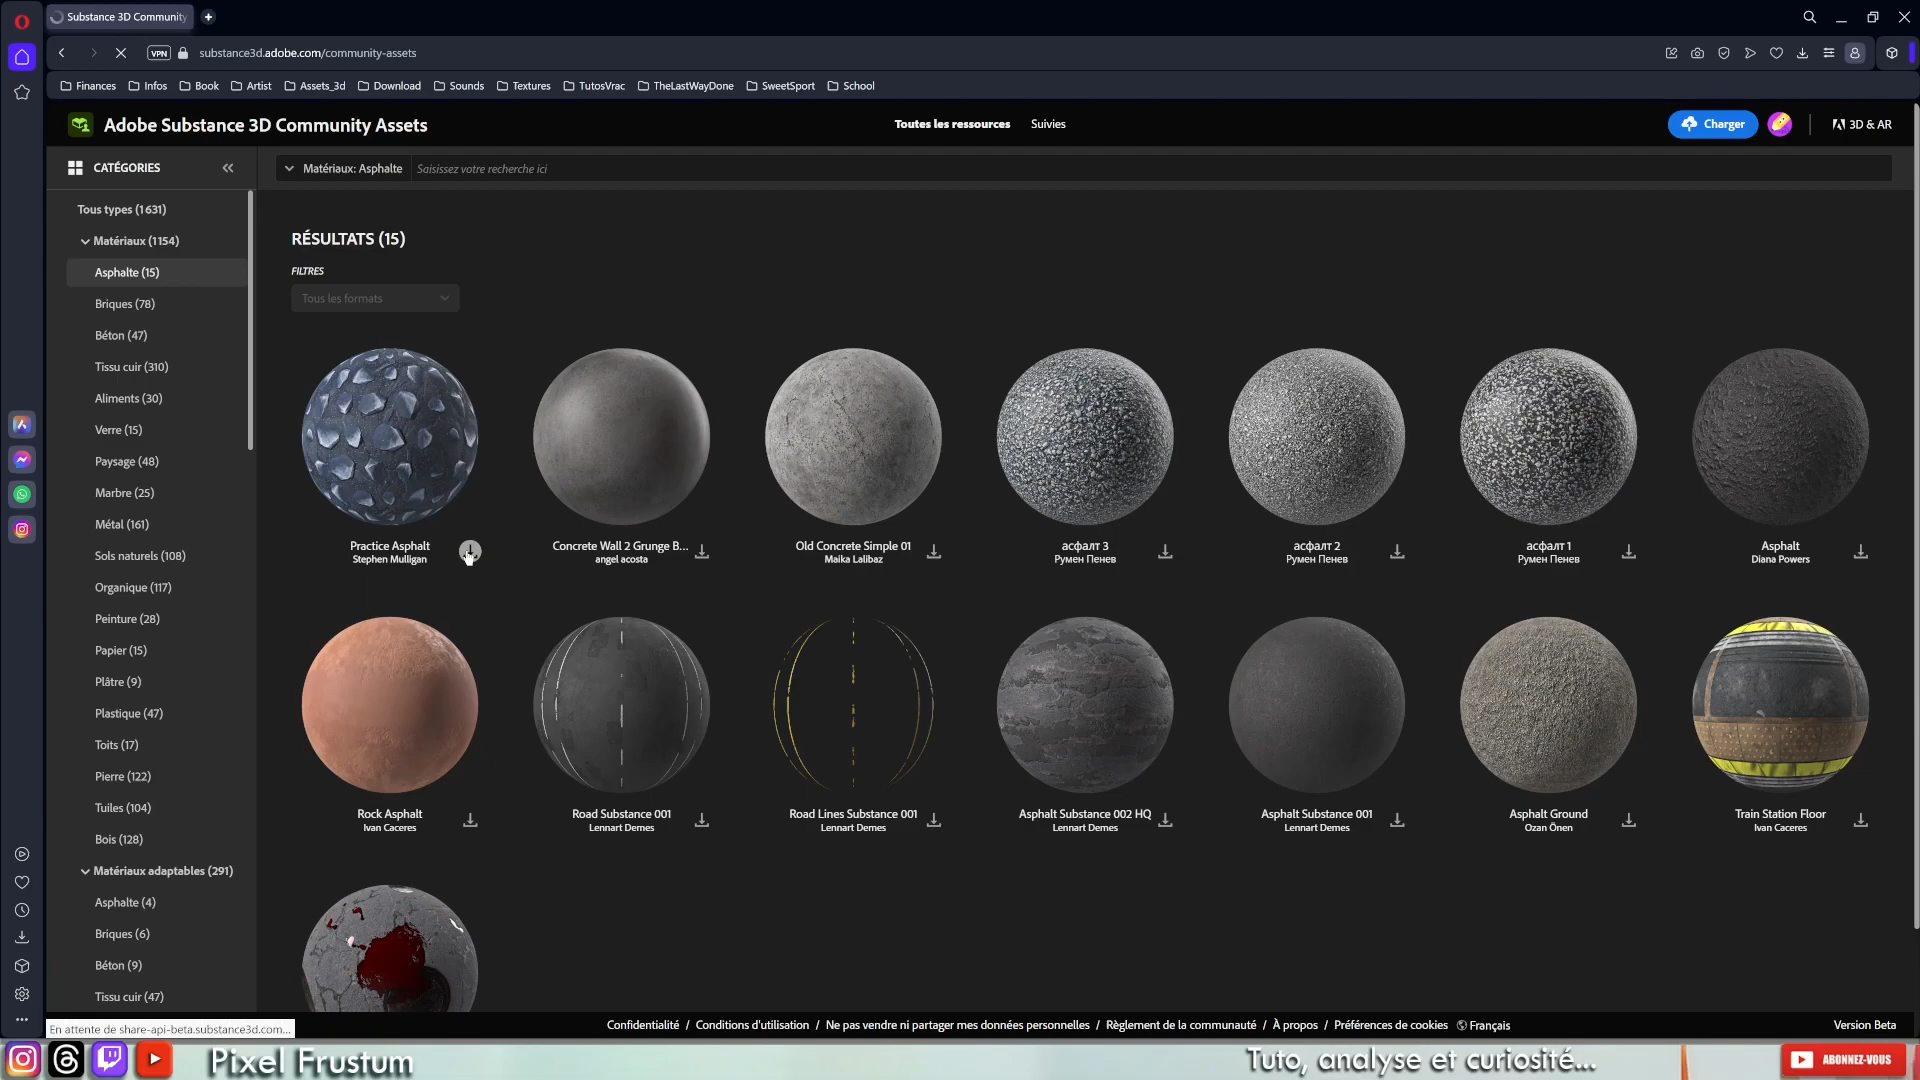 Substance 3D Community
VPN
substance3d.adobe.com/community-assets
Finances
Infos
Book
Artist
Assets_3d
Download
Sounds
Textures
TutosVrac
TheLastWayDone
SweetSport
School
Adobe Substance 3D Community Assets
Toutes les ressources
Suivies
Charger
3D & AR
CATÉGORIES
Matériaux: Asphalte
Saisissez votre recherche ici
Tous types (1 631)
Matériaux (1154)
Asphalte (15)
Briques (78)
Béton (47)
Tissu cuir (310)
Aliments (30)
Verre (15)
Paysage (48)
Marbre (25)
Métal (161)
Sols naturels (108)
Organique (117)
Peinture (28)
Papier (15)
Plâtre (9)
Plastique (47)
Toits (17)
Pierre (122)
Tuiles (104)
Bois (128)
Matériaux adaptables (291)
Asphalte (4)
Briques (6)
Béton (9)
Tissu cuir (47)
RÉSULTATS (15)
FILTRES
Tous les formats
Practice Asphalt
Stephen Mulligan
Concrete Wall 2 Grunge B...
angel acosta
Old Concrete Simple 01
Maika Lalibaz
асфалт 3
Румен Пенев
асфалт 2
Румен Пенев
асфалт 1
Румен Пенев
Asphalt
Diana Powers
Rock Asphalt
Ivan Caceres
Road Substance 001
Lennart Demes
Road Lines Substance 001
Lennart Demes
Asphalt Substance 002 HQ
Lennart Demes
Asphalt Substance 001
Lennart Demes
Asphalt Ground
Ozan Önen
Train Station Floor
Ivan Caceres
En attente de share-api-beta.substance3d.com...
Confidentialité / Conditions d'utilisation / Ne pas vendre ni partager mes données personnelles / Règlement de la communauté / À propos / Préférences de cookies
Français
Version Beta
Pixel Frustum
Tuto, analyse et curiosité...
ABONNEZ-VOUS